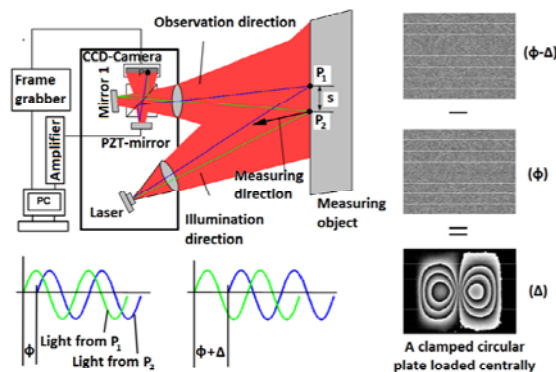 Observation direction
CCD-Camera
Mirror 1
Frame
grabber
Amplifier
PZT-mirror
PC
Laser
P1
s
P2
Measuring
direction
Illumination
direction
Measuring
object
(ϕ-Δ)
(ϕ)
(Δ)
ϕ
Light from P1
Light from P2
ϕ+Δ
A clamped circular
plate loaded centrally